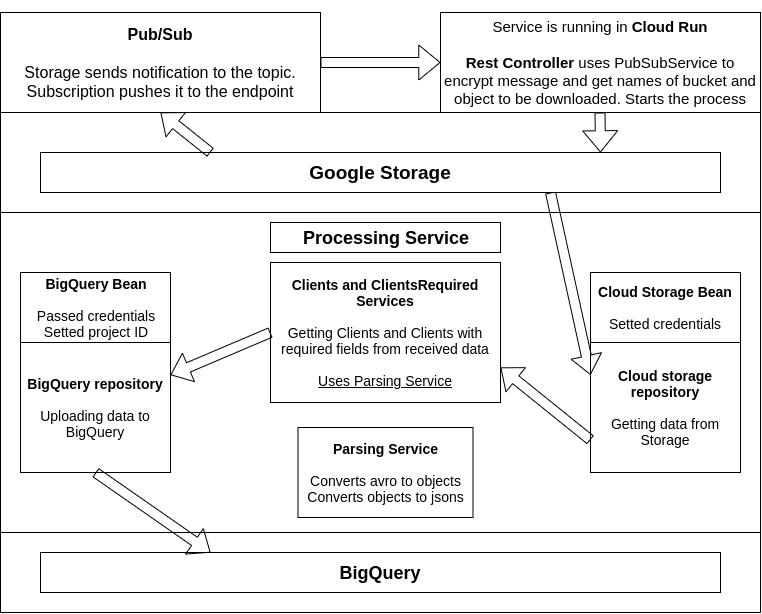 Pub/Sub
Storage sends notification to the topic.
Subscription pushes it to the endpoint
Service is running in Cloud Run
Rest Controller uses PubSubService to
encrypt message and get names of bucket and
object to be downloaded. Starts the process
Google Storage
Processing Service
BigQuery Bean
Passed credentials
Setted project ID
BigQuery repository
Uploading data to
BigQuery
Clients and ClientsRequired
Services
Getting Clients and Clients with
required fields from received data
Uses Parsing Service
Parsing Service
Converts avro to objects
Converts objects to jsons
Cloud Storage Bean
Setted credentials
Cloud storage
repository
Getting data from
Storage
BigQuery